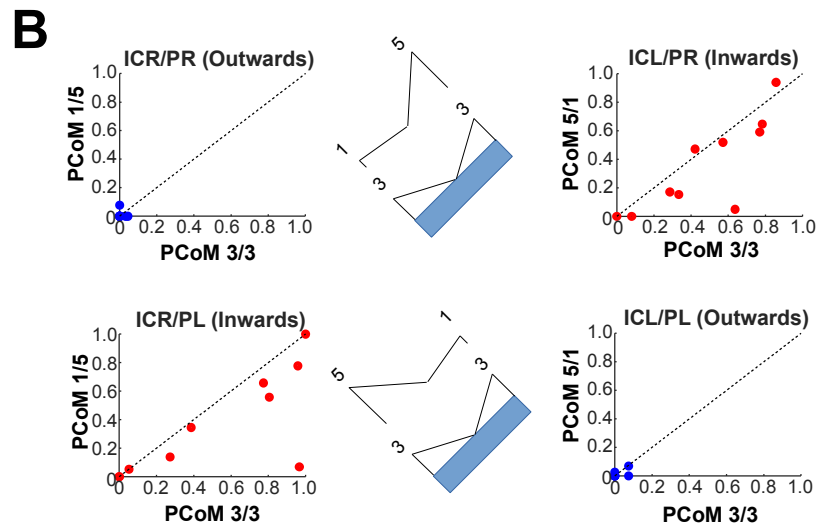 B
ICR/PR (Outwards)
PCoM 1/5
1.0
0.8
0.6
0.4
0.2
0
0 0.2 0.4 0.6 0.8 1.0
PCoM 3/3
5
3
1
3
ICL/PR (Inwards)
PCoM 5/1
1.0
0.8
0.6
0.4
0.2
0
0 0.2 0.4 0.6 0.8 1.0
PCoM 3/3
ICR/PL (Inwards)
PCoM 1/5
1.0
0.8
0.6
0.4
0.2
0
0 0.2 0.4 0.6 0.8 1.0
PCoM 3/3
1
3
5
3
ICL/PL (Outwards)
PCoM 5/1
1.0
0.8
0.6
0.4
0.2
0
0 0.2 0.4 0.6 0.8 1.0
PCoM 3/3